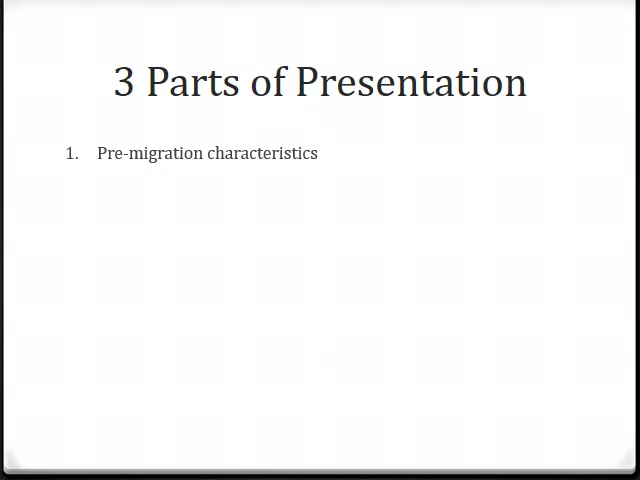 3 Parts of Presentation
1. Pre-migration characteristics